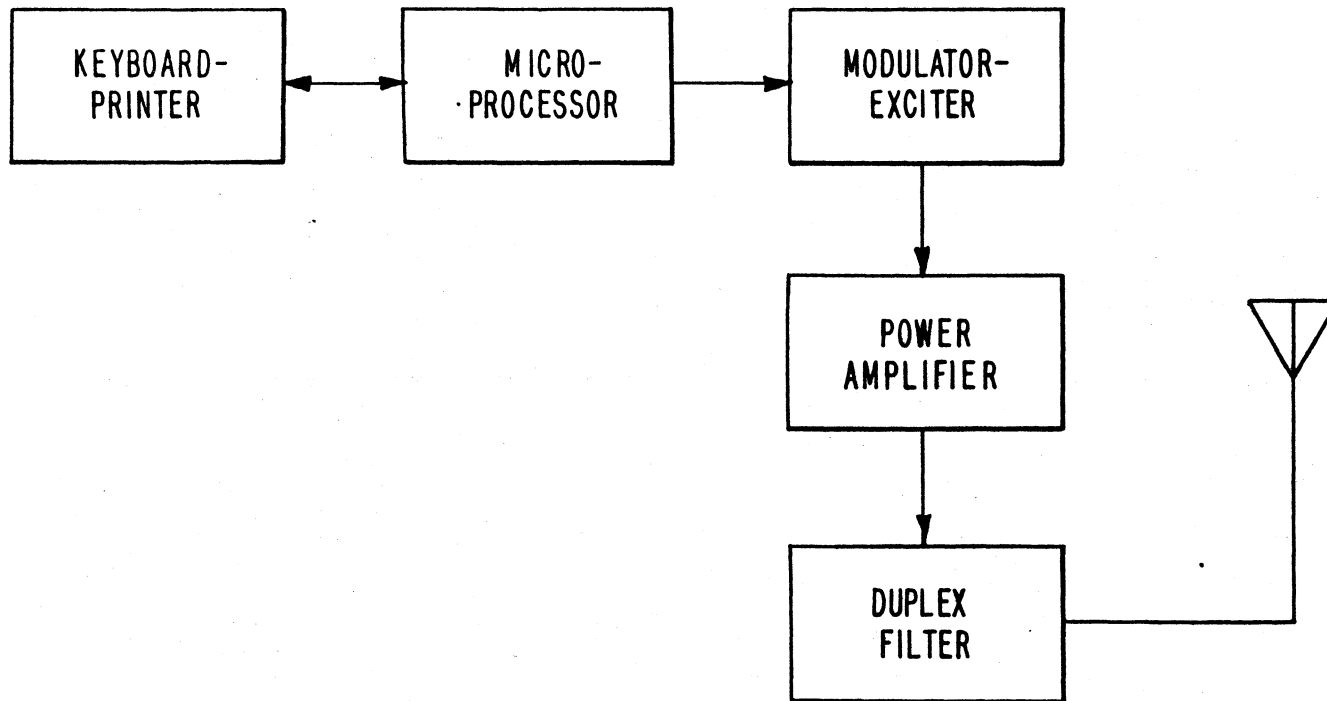 KEYBOARD-
PRINTER
MICRO-
PROCESSOR
MODULATOR-
EXCITER
POWER
AMPLIFIER
DUPLEX
FILTER